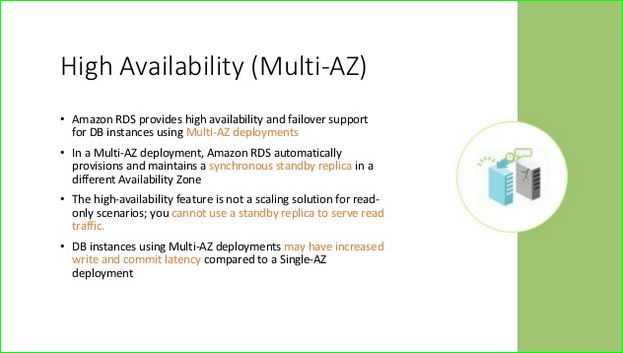 High Availability (Multi-AZ)
• Amazon RDS provides high availability and failover support
for DB instances using Multi-AZ deployments
• In a Multi-AZ deployment, Amazon RDS automatically
provisions and maintains a synchronous standby replica in a
different Availability Zone
• The high-availability feature is not a scaling solution for read-
only scenarios; you cannot use a standby replica to serve read
traffic.
• DB instances using Multi-AZ deployments may have increased
write and commit latency compared to a Single-AZ
deployment